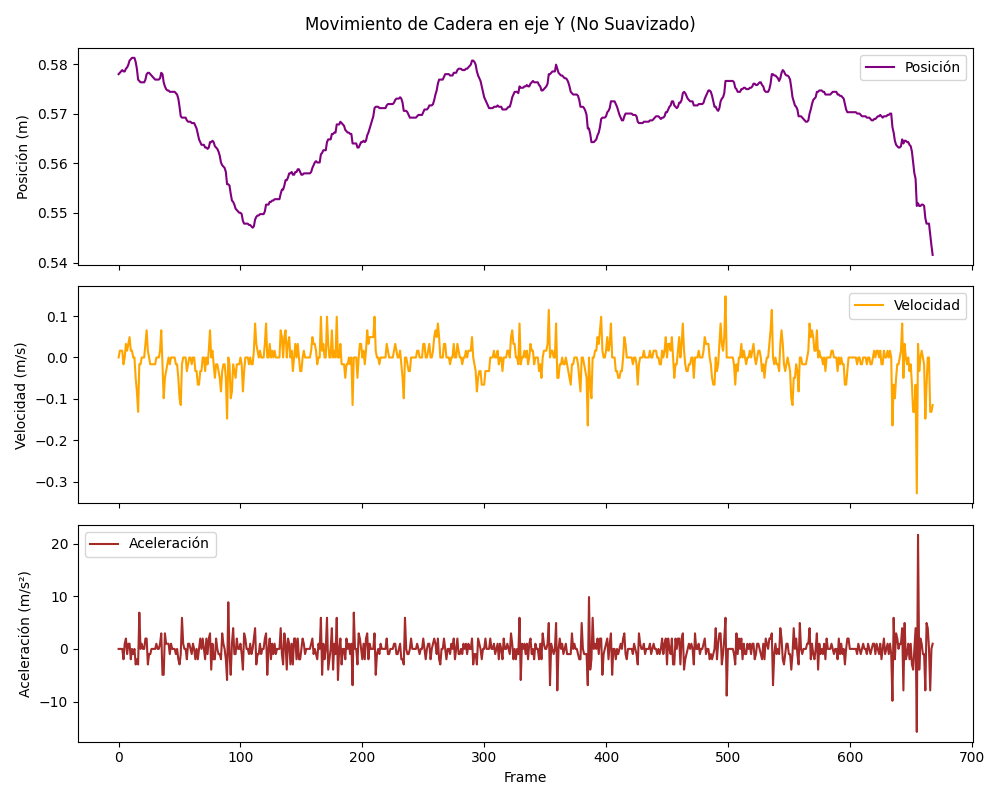 Movimiento de Cadera en eje Y (No Suavizado)
0.58
0.57
0.56
0.55
0.54
Posición (m)
Posición
0.1
0.0
−0.1
−0.2
−0.3
Velocidad (m/s)
Velocidad
20
10
0
−10
Aceleración (m/s²)
Aceleración
0 100 200 300 400 500 600 700
Frame